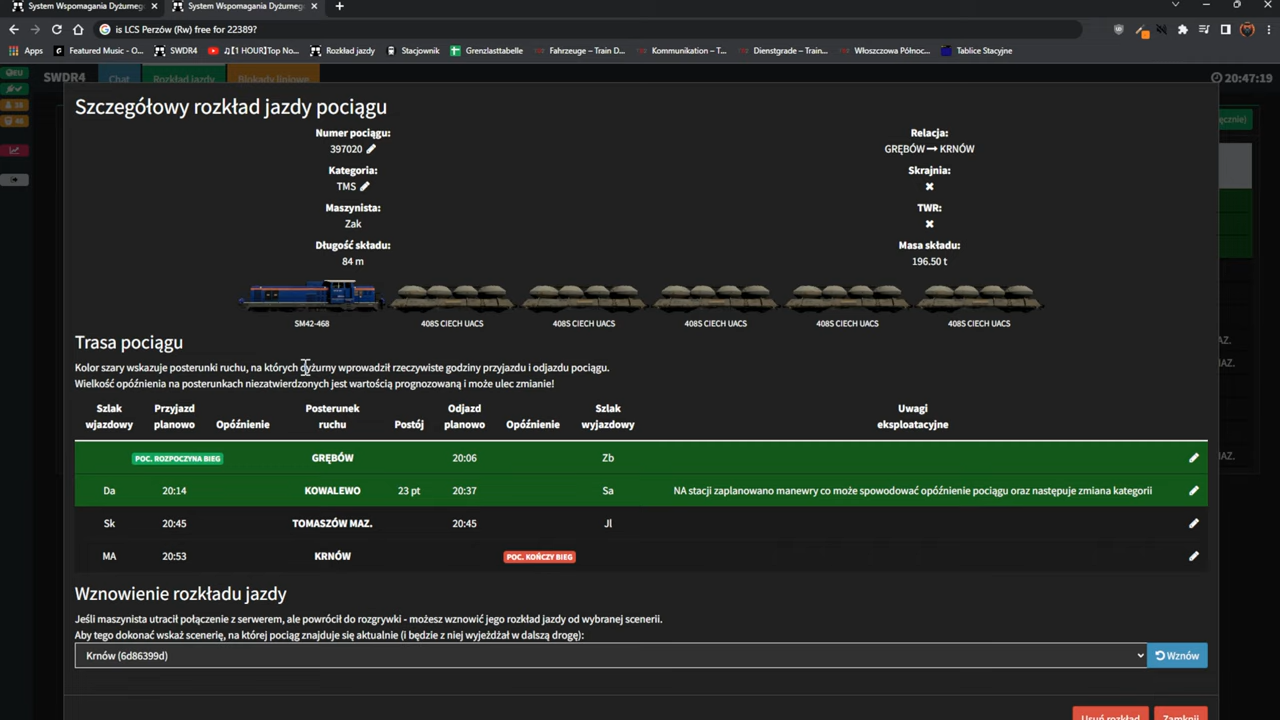 System Wspomagania Dyżurneg
System Wspomagania Dyżurneg
is LCS Perzów (Rw) free for 22389?
Apps
Featured Music - O...
SWDR4
♫[1 HOUR]Top No...
Rozkład jazdy
Stacjownik
Grenzlasttabelle
Fahrzeuge – Train D...
Kommunikation – T...
Dienstgrade – Train...
Włoszczowa Północ...
Tablice Stacyjne
EU
SWDR4
Chat
Rozkład jazdy
Blokady liniowe
20:47:19
Szczegółowy rozkład jazdy pociągu
Numer pociągu:
397020
Kategoria:
TMS
Maszynista:
Zak
Długość składu:
84 m
Relacja:
GRĘBÓW → KRNÓW
Skrajnia:
✖
TWR:
✖
Masa składu:
196.50 t
SM42-468
408S CIECH UACS
408S CIECH UACS
408S CIECH UACS
408S CIECH UACS
408S CIECH UACS
Trasa pociągu
Kolor szary wskazuje posterunki ruchu, na których dyżurny wprowadził rzeczywiste godziny przyjazdu i odjazdu pociągu.
Wielkość opóźnienia na posterunkach niezatwierdzonych jest wartością prognozowaną i może ulec zmianie!
Szlak wjazdowy Przyjazd planowo Opóźnienie Posterunek ruchu Postój Odjazd planowo Opóźnienie Szlak wyjazdowy Uwagi eksploatacyjne
POC. ROZPOCZYNA BIEG GRĘBÓW 20:06 Zb
Da 20:14 KOWALEWO 23 pt 20:37 Sa NA stacji zaplanowano manewry co może spowodować opóźnienie pociągu oraz następuje zmiana kategorii
Sk 20:45 TOMASZÓW MAZ. 20:45 Jl
MA 20:53 KRNÓW POC. KOŃCZY BIEG
Wznowienie rozkładu jazdy
Jeśli maszynista utracił połączenie z serwerem, ale powrócił do rozgrywki - możesz wznowić jego rozkład jazdy od wybranej scenerii.
Aby tego dokonać wskaż scenerię, na której pociąg znajduje się aktualnie (i będzie z niej wyjeżdżał w dalszą drogę):
Krnów (6d86399d)
Wznów
Usuń rozkład
Zamknij